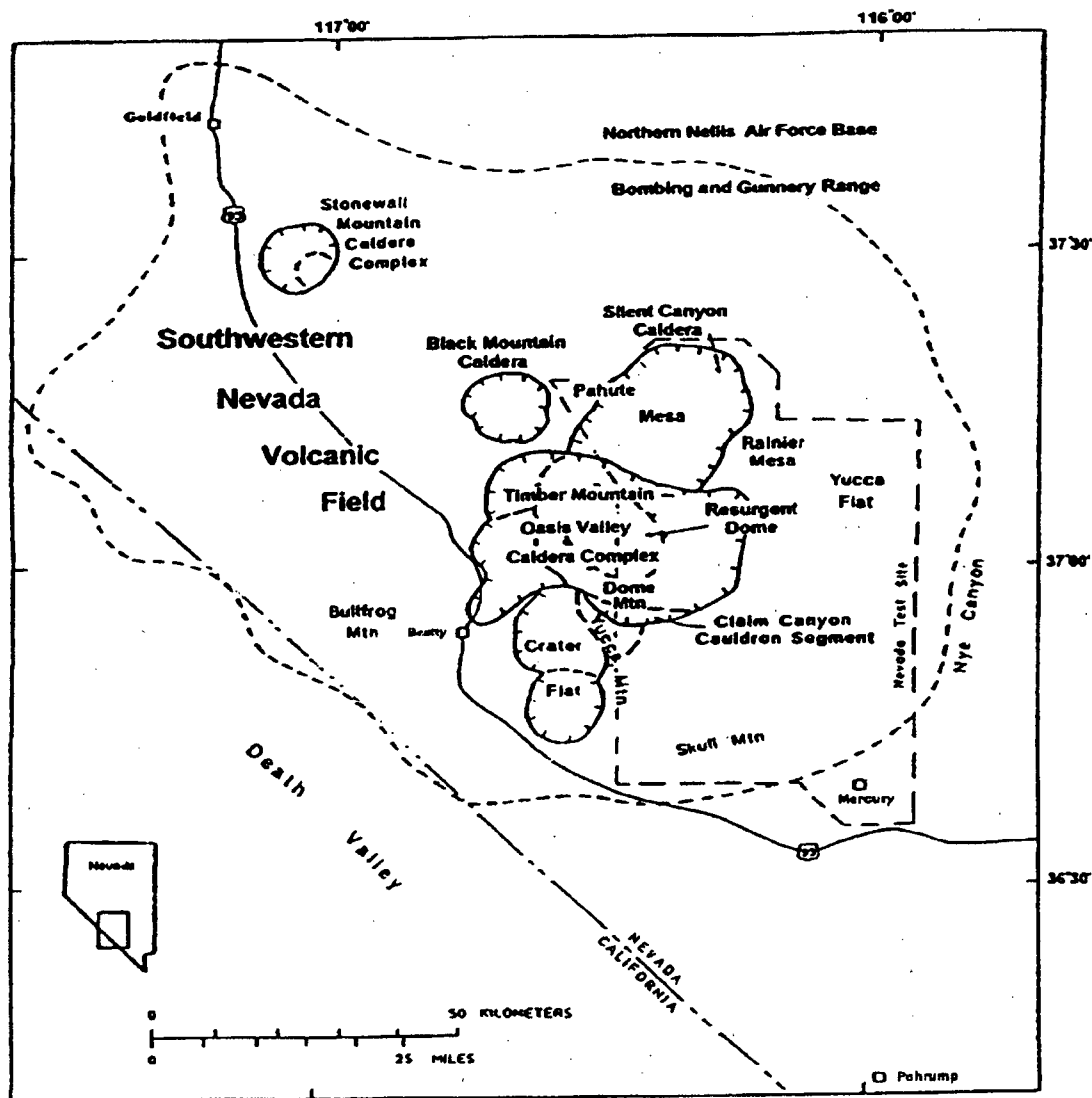 117°00'
116°00'
Goldfield
Northern Nellis Air Force Base
Bombing and Gunnery Range
Stonewall
Mountain
Caldera
Complex
37°30'
Silent Canyon
Caldera
Southwestern
Black Mountain
Caldera
Pahute
Nevada
Mesa
Rainier
Mesa
Volcanic
Yucca
Flat
Field
Timber Mountain
Resurgent
Dome
Oasis Valley
&
Caldera Complex
37°00'
Dome
Mtn
Bullfrog
Mtn
Beatty
Claim Canyon
Cauldron Segment
Nevada Test Site
Nye Canyon
Crater
Flat
Yucca Mtn
Skull Mtn
Death
Valley
Mercury
36°30'
Nevada
NEVADA
CALIFORNIA
0
50 KILOMETERS
0
25 MILES
Pahrump